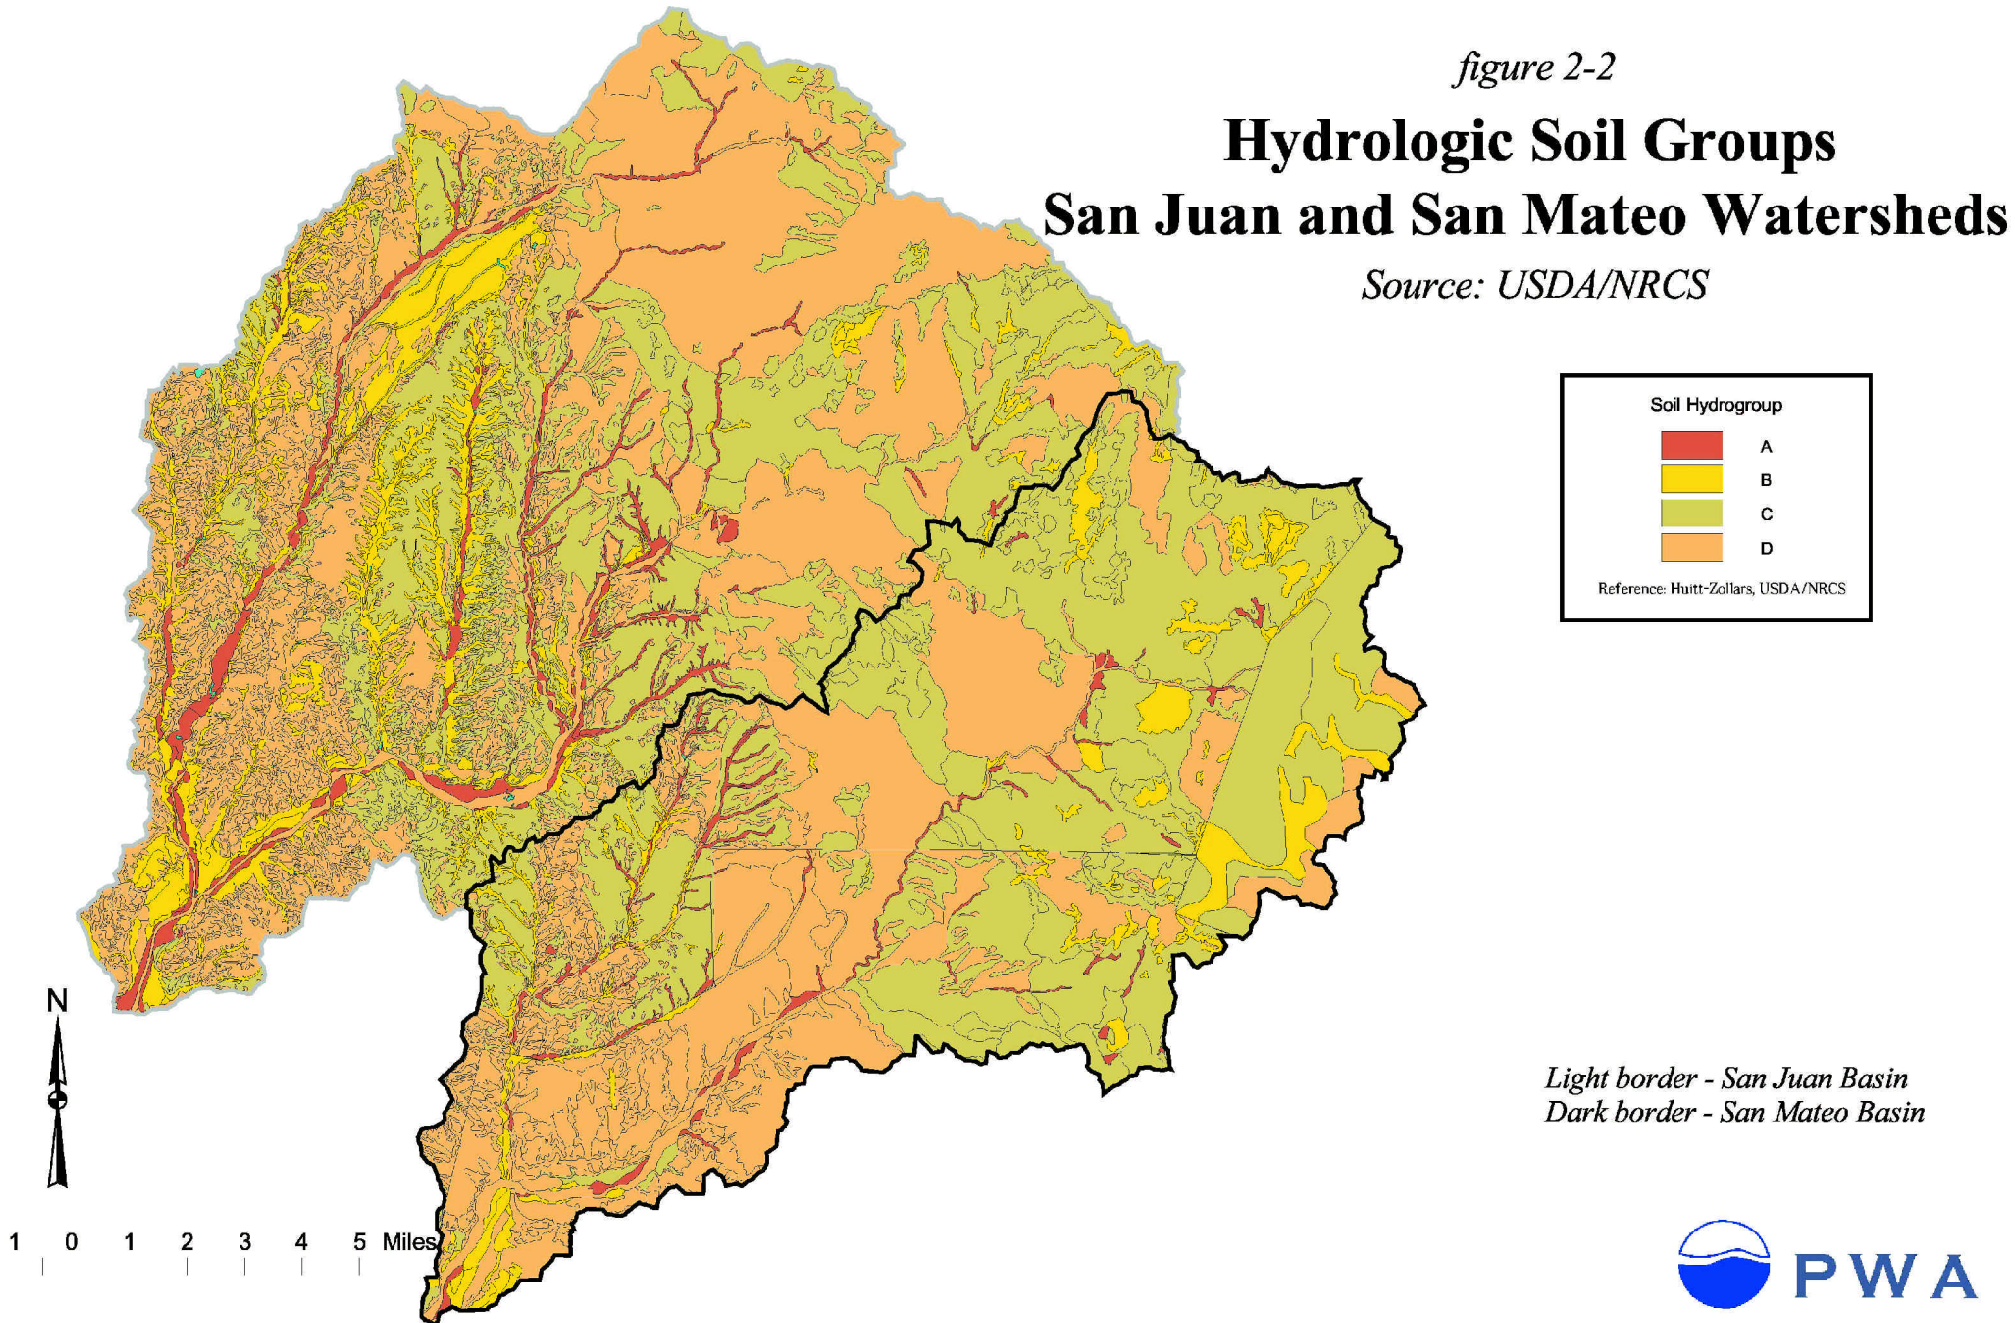 figure 2-2
Hydrologic Soil Groups
San Juan and San Mateo Watersheds
Source: USDA/NRCS
Soil Hydrogroup
A
B
C
D
Reference: Huitt-Zollars, USDA/NRCS
N
1 0 1 2 3 4 5 Miles
Light border - San Juan Basin
Dark border - San Mateo Basin
PWA